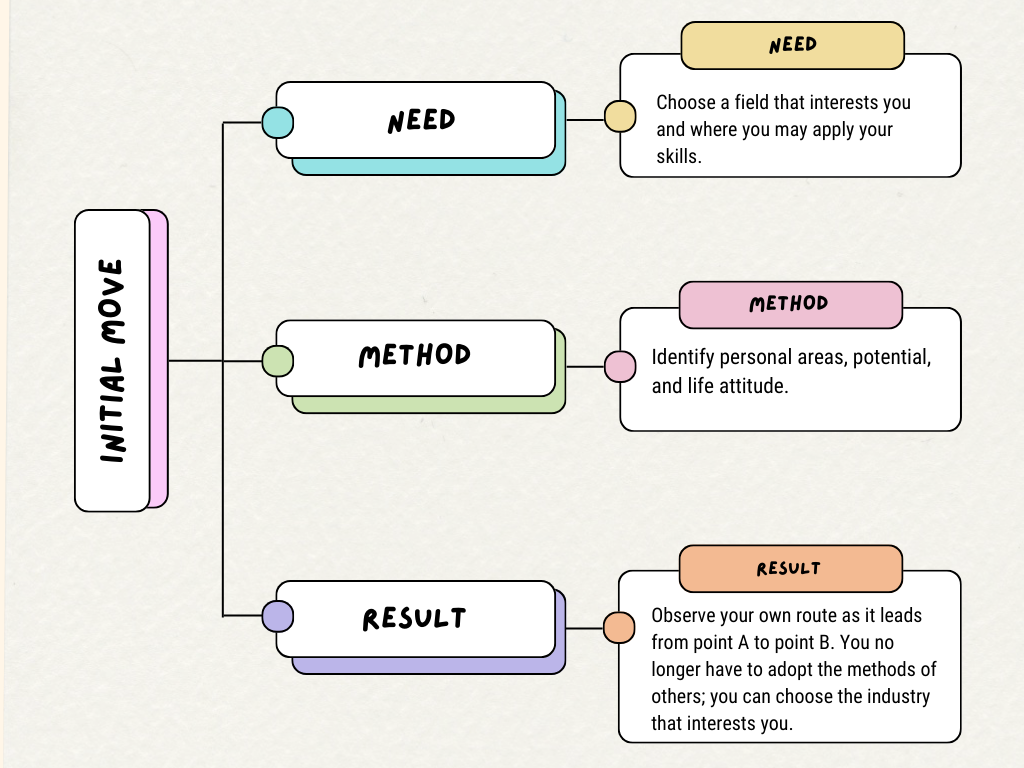 INITIAL MOVE
NEED
NEED
Choose a field that interests you
and where you may apply your
skills.
METHOD
METHOD
Identify personal areas, potential,
and life attitude.
RESULT
RESULT
Observe your own route as it leads
from point A to point B. You no
longer have to adopt the methods of
others; you can choose the industry
that interests you.